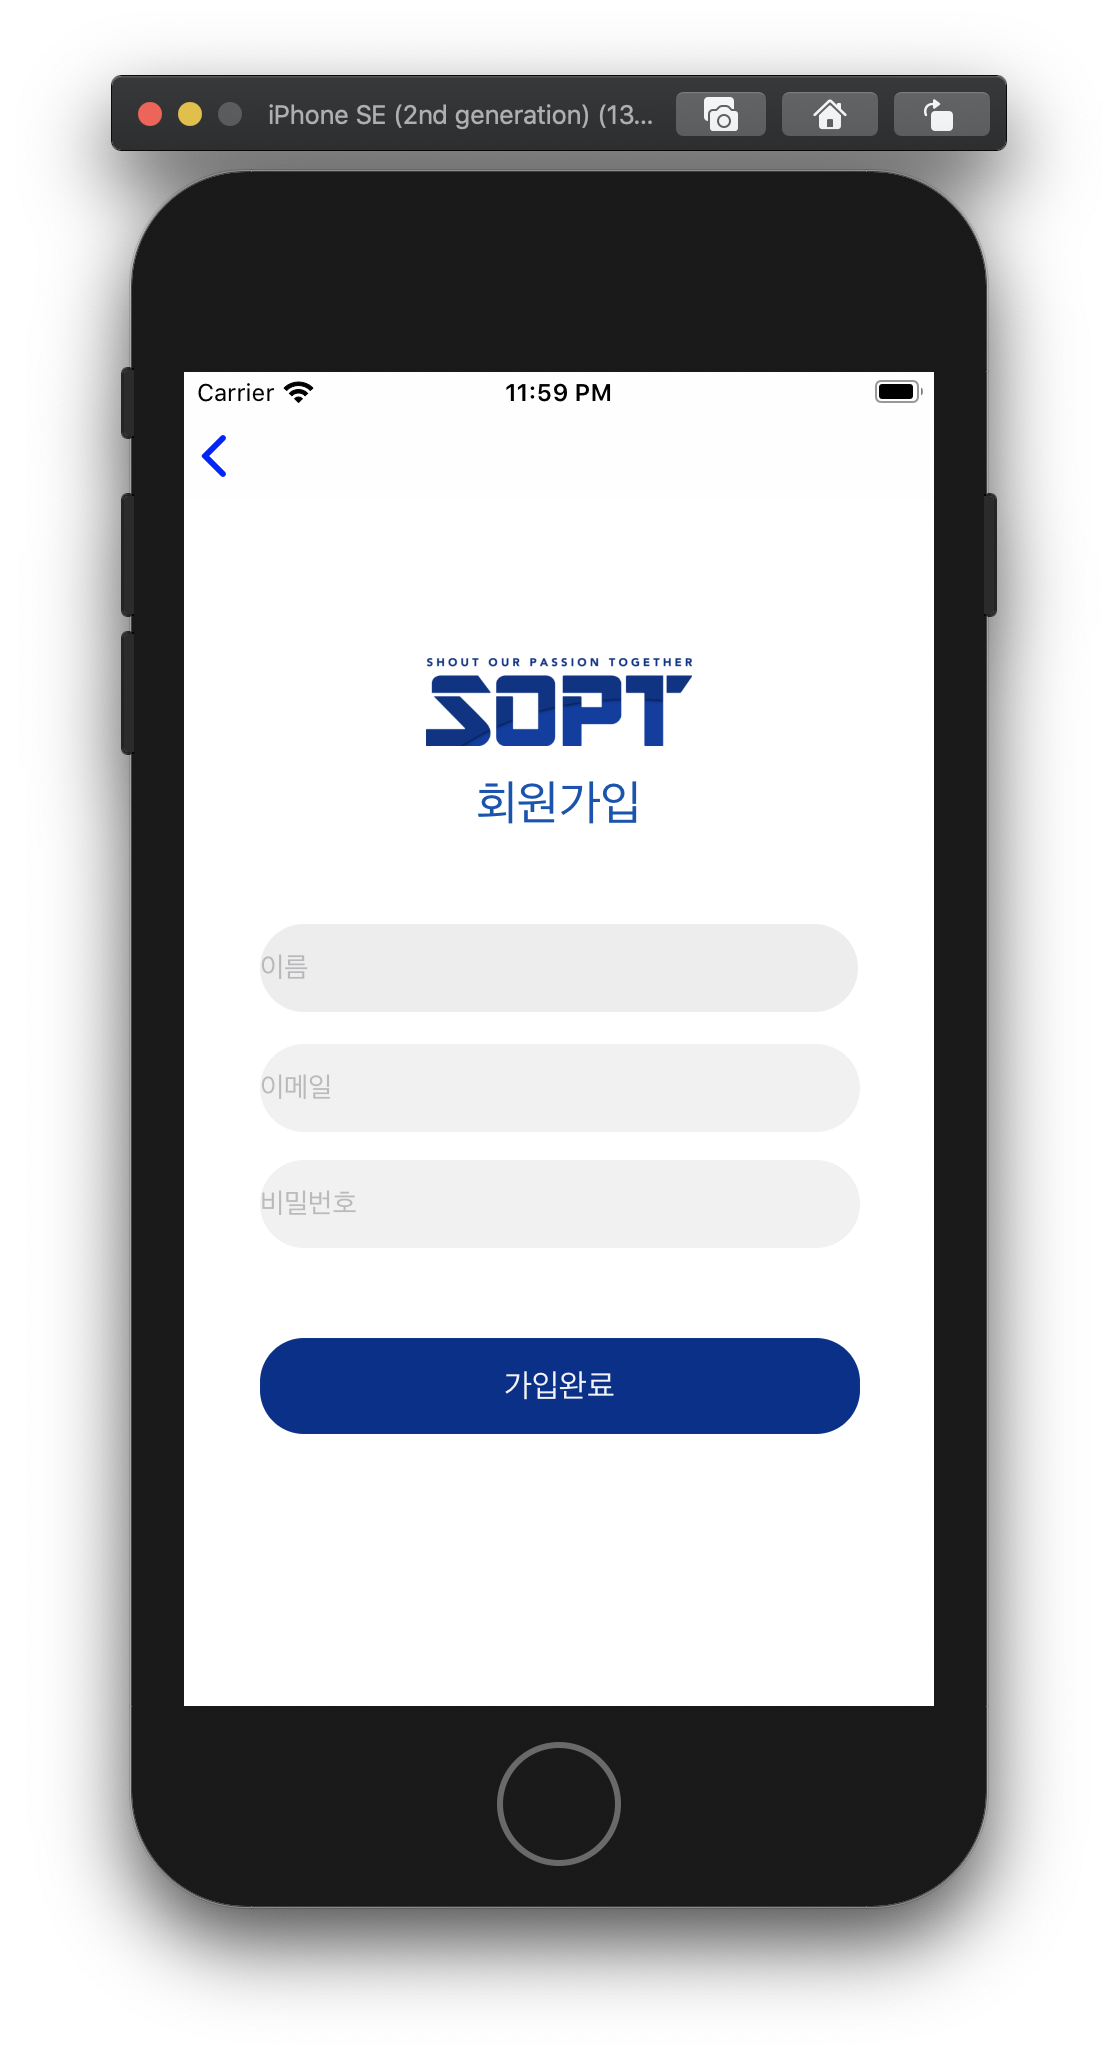 iPhone SE (2nd generation) (13...
Carrier 11:59 PM
SHOUT OUR PASSION TOGETHER
SOPT
회원가입
이름
이메일
비밀번호
가입완료